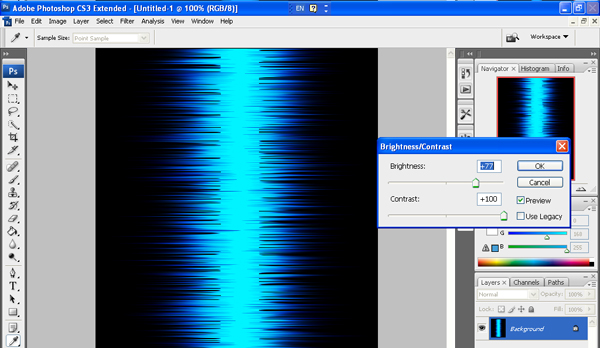 Adobe Photoshop CS3 Extended - [Untitled-1 @ 100% (RGB/8)]
EN
?
File Edit Image Layer Select Filter Analysis View Window Help
Sample Size: Point Sample
Workspace
Ps
Navigator × Histogram Info
Brightness/Contrast
Brightness: +77
OK
Cancel
Contrast: +100
Preview
Use Legacy
G 168
B 255
Layers × Channels Paths
Normal Opacity: 100%
Lock: Fill: 100%
Background